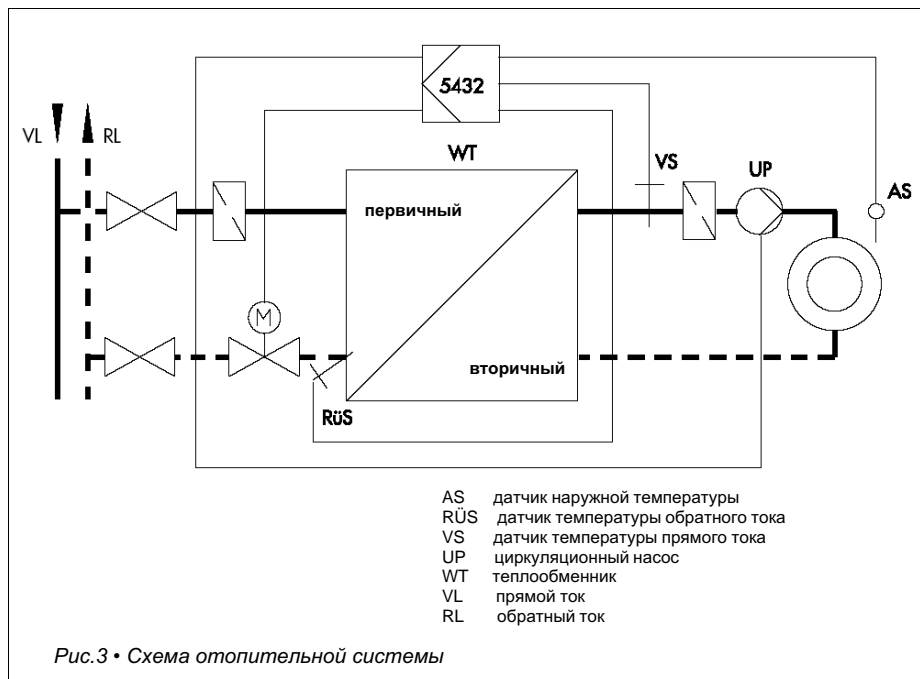 5432
VL
RL
WT
VS
UP
AS
первичный
M
вторичный
RüS
AS датчик наружной температуры
RÜS датчик температуры обратного тока
VS датчик температуры прямого тока
UP циркуляционный насос
WT теплообменник
VL прямой ток
RL обратный ток
Рис.3 • Схема отопительной системы